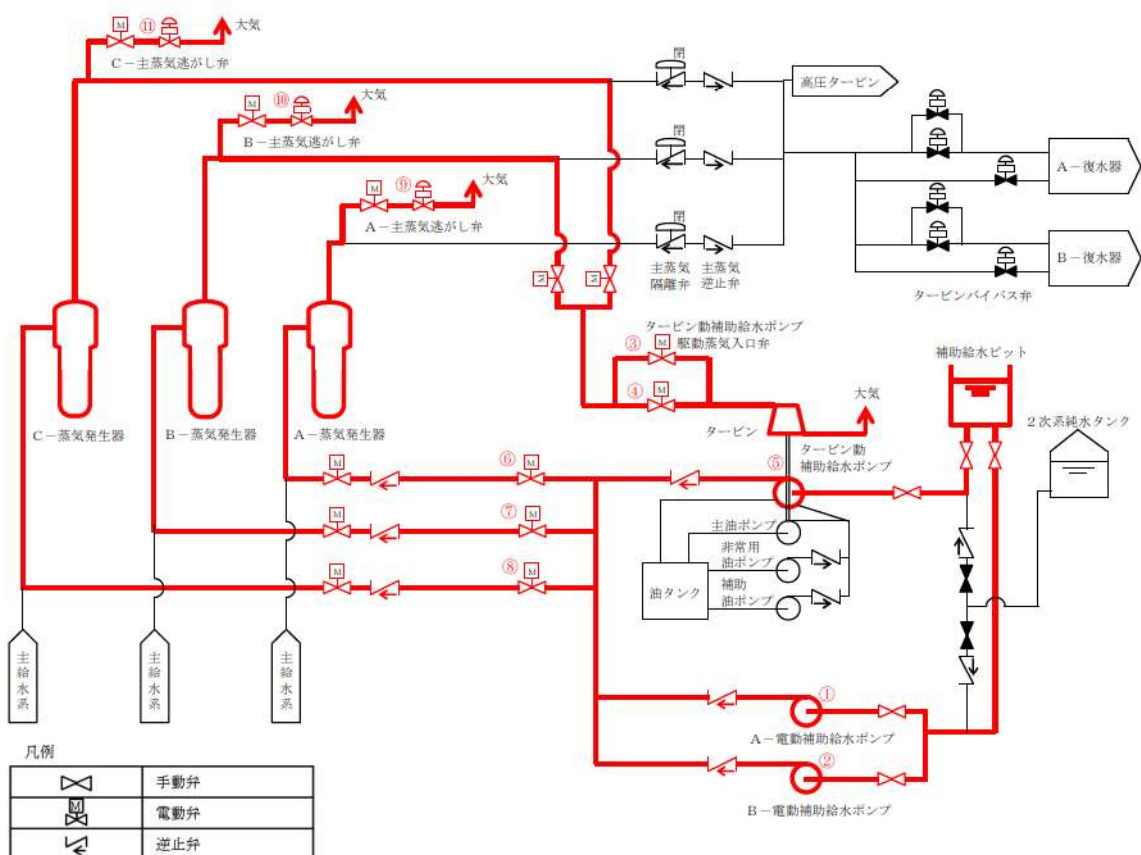 M
⑪
大気
C－主蒸気逃がし弁
閉
高圧タービン
M
⑩
大気
B－主蒸気逃がし弁
閉
A－復水器
M
⑨
大気
A－主蒸気逃がし弁
閉
B－復水器
M
M
主蒸気
隔離弁
主蒸気
逆止弁
タービンバイパス弁
タービン動補助給水ポンプ
駆動蒸気入口弁
③
M
④
M
補助給水ピット
大気
２次系純水タンク
C－蒸気発生器
B－蒸気発生器
A－蒸気発生器
タービン
タービン動
補助給水ポンプ
⑤
M
⑥
M
M
⑦
M
主油ポンプ
非常用
油ポンプ
M
⑧
M
油タンク
補助
油ポンプ
主給水系
主給水系
主給水系
①
A－電動補助給水ポンプ
②
B－電動補助給水ポンプ
凡例
手動弁
M
電動弁
逆止弁